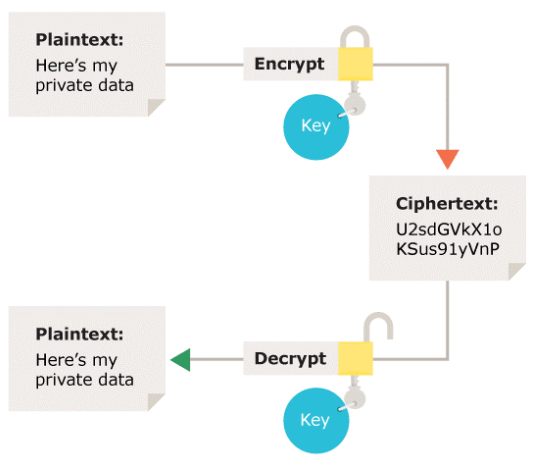 Plaintext:
Here's my
private data
Encrypt
Key
Ciphertext:
U2sdGVkX1o
KSus91yVnP
Plaintext:
Here's my
private data
Decrypt
Key